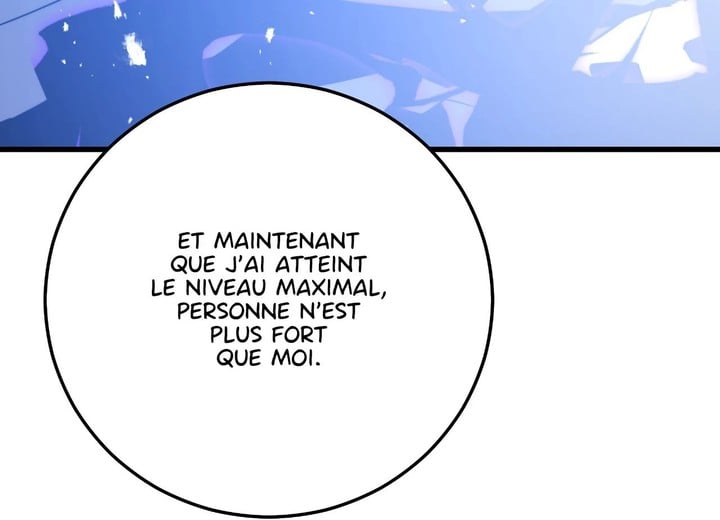 ET MAINTENANT
QUE J'AI ATTEINT
LE NIVEAU MAXIMAL,
PERSONNE N'EST
PLUS FORT
QUE MOI.